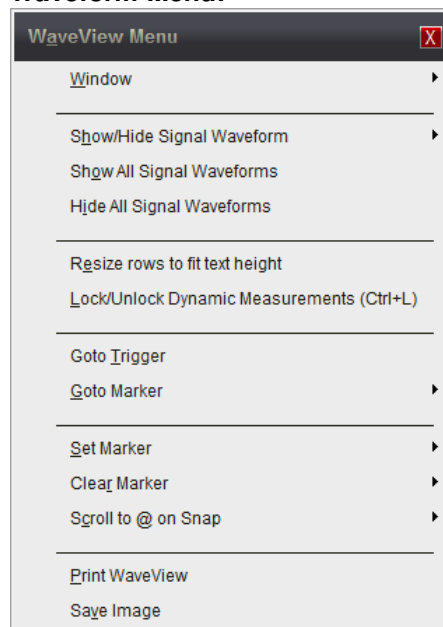 WaveView Menu
X
Window
Show/Hide Signal Waveform
Show All Signal Waveforms
Hide All Signal Waveforms
Resize rows to fit text height
Lock/Unlock Dynamic Measurements (Ctrl+L)
Goto Trigger
Goto Marker
Set Marker
Clear Marker
Scroll to @ on Snap
Print WaveView
Save Image